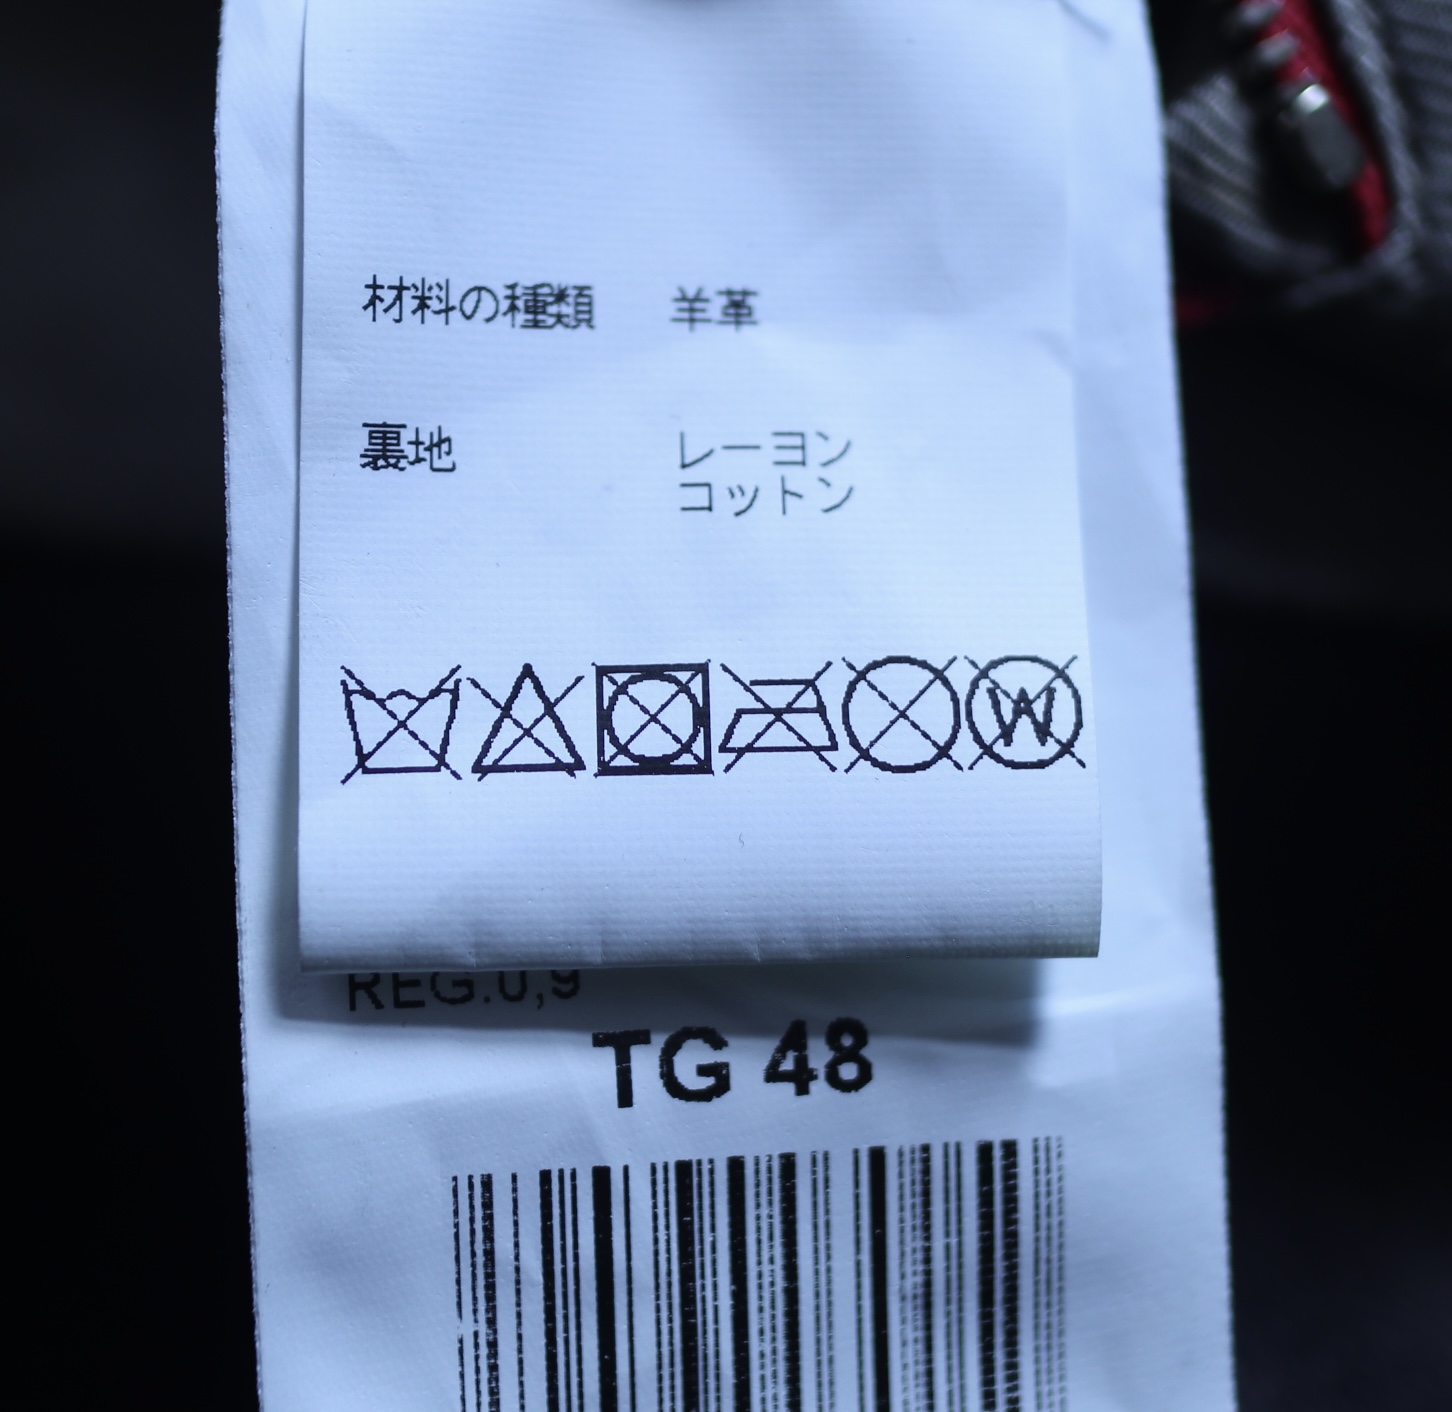 材料の種類 羊革
裏地 レーヨン
コットン
W
REG.0,9
TG 48